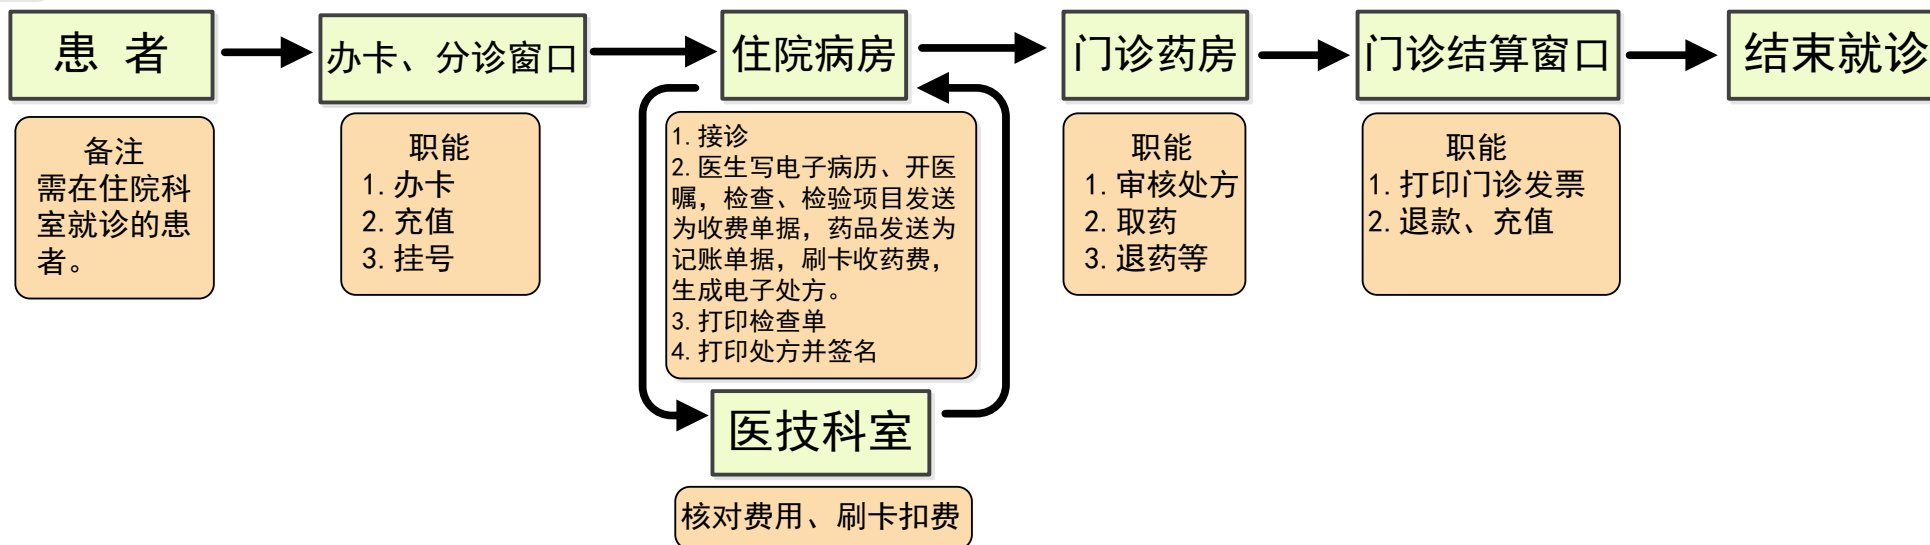 患 者
办卡、分诊窗口
住院病房
门诊药房
门诊结算窗口
结束就诊
备注
需在住院科
室就诊的患
者。
职能
1. 办卡
2. 充值
3. 挂号
1. 接诊
2. 医生写电子病历、开医
嘱，检查、检验项目发送
为收费单据，药品发送为
记账单据，刷卡收药费，
生成电子处方。
3. 打印检查单
4. 打印处方并签名
职能
1. 审核处方
2. 取药
3. 退药等
职能
1. 打印门诊发票
2. 退款、充值
医技科室
核对费用、刷卡扣费